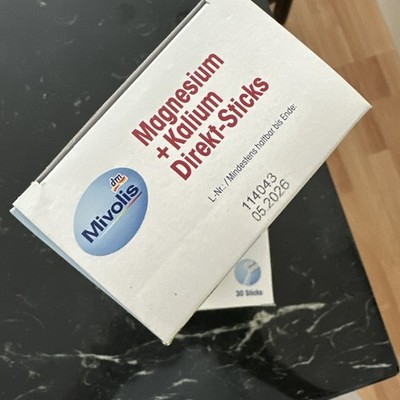 dm
Mivolis
Magnesium
+ Kalium
Direkt-Sticks
L-Nr.: / Mindestens haltbar bis Ende:
114043
05.2026
30 Sticks